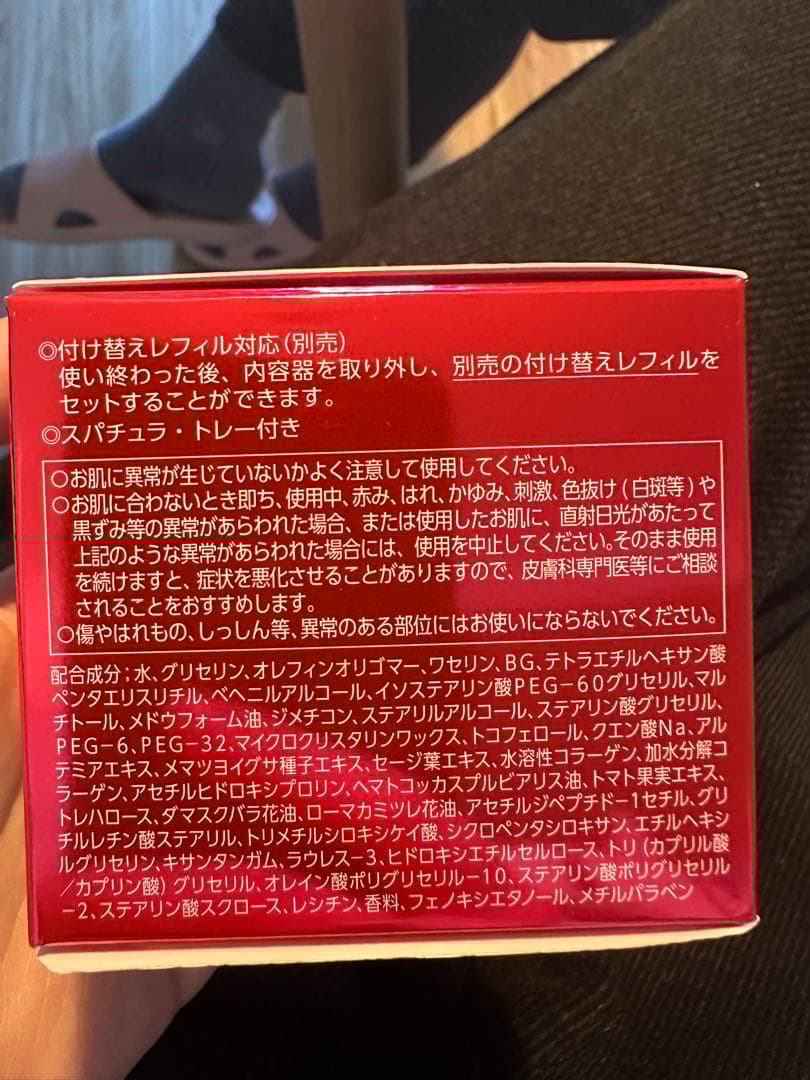 ◎付け替えレフィル対応(別売)
使い終わった後、内容器を取り外し、別売の付け替えレフィルを
セットすることができます。
◎スパチュラ・トレー付き
○お肌に異常が生じていないかよく注意して使用してください。
○お肌に合わないとき即ち、使用中、赤み、はれ、かゆみ、刺激、色抜け(白斑等)や
黒ずみ等の異常があらわれた場合、または使用したお肌に、直射日光があたって
上記のような異常があらわれた場合には、使用を中止してください。そのまま使用
を続けますと、症状を悪化させることがありますので、皮膚科専門医等にご相談
されることをおすすめします。
○傷やはれもの、しっしん等、異常のある部位にはお使いにならないでください。
配合成分;水、グリセリン、オレフィンオリゴマー、ワセリン、BG、テトラエチルヘキサン酸
ペンタエリスリチル、ベヘニルアルコール、イソステアリン酸PEG-60グリセリル、マル
チトール、メドウフォーム油、ジメチコン、ステアリルアルコール、ステアリン酸グリセリル、
PEG-6、PEG-32、マイクロクリスタリンワックス、トコフェロール、クエン酸Na、アル
テミアエキス、メマツヨイグサ種子エキス、セージ葉エキス、水溶性コラーゲン、加水分解コ
ラーゲン、アセチルヒドロキシプロリン、ヘマトコッカスプルビアリス油、トマト果実エキス、
トレハロース、ダマスクバラ花油、ローマカミツレ花油、アセチルジペプチド-1セチル、グリ
チルレチン酸ステアリル、トリメチルシロキシケイ酸、シクロペンタシロキサン、エチルヘキシ
ルグリセリン、キサンタンガム、ラウレス-3、ヒドロキシエチルセルロース、トリ(カプリル酸
/カプリン酸)グリセリル、オレイン酸ポリグリセリル-10、ステアリン酸ポリグリセリル
-2、ステアリン酸スクロース、レシチン、香料、フェノキシエタノール、メチルパラベン